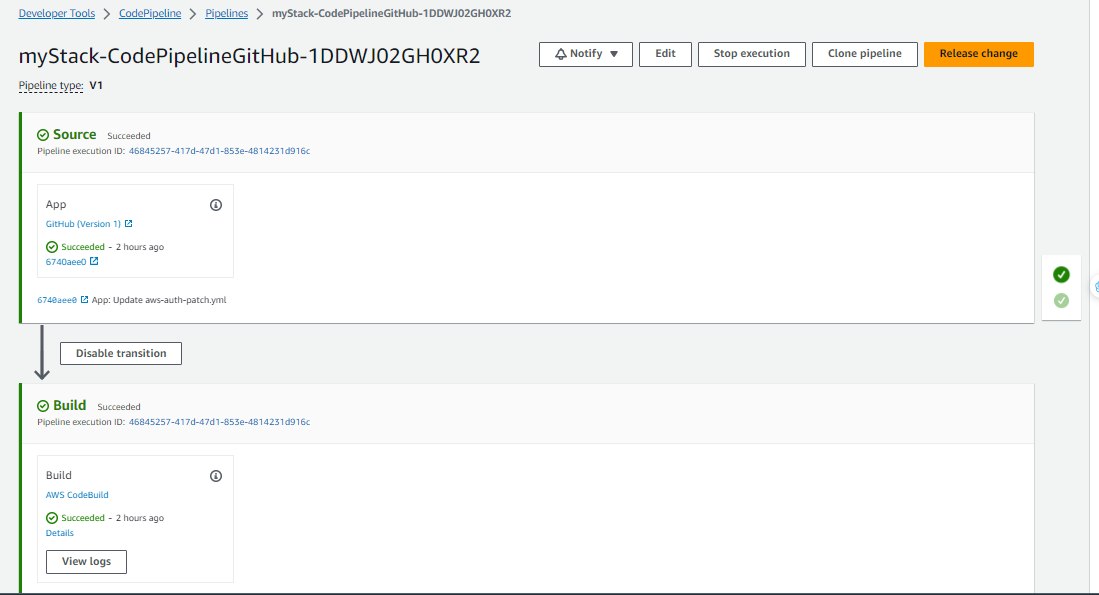 Developer Tools > CodePipeline > Pipelines > myStack-CodePipelineGitHub-1DDWJ02GH0XR2
myStack-CodePipelineGitHub-1DDWJ02GH0XR2
Notify ▼ Edit Stop execution Clone pipeline Release change
Pipeline type: V1
Source Succeeded
Pipeline execution ID: 46845257-417d-47d1-853e-4814231d916c
App
GitHub (Version 1)
Succeeded - 2 hours ago
6740aee0
6740aee0 App: Update aws-auth-patch.yml
Disable transition
Build Succeeded
Pipeline execution ID: 46845257-417d-47d1-853e-4814231d916c
Build
AWS CodeBuild
Succeeded - 2 hours ago
Details
View logs